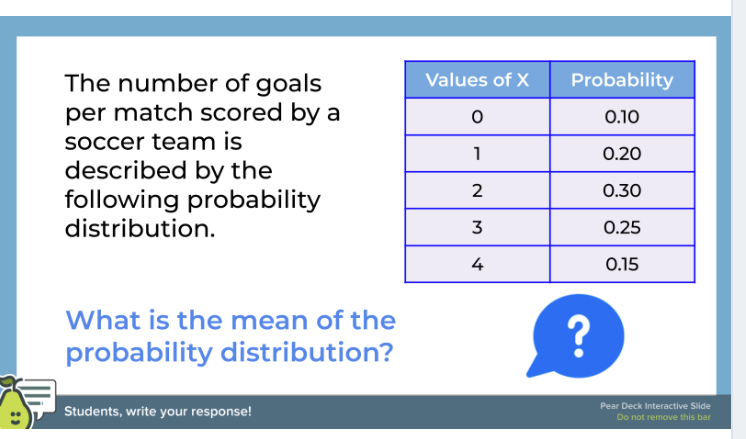 The number of goals
per match scored by a
soccer team is
described by the
following probability
distribution.
Values of X Probability
0 0.10
1 0.20
2 0.30
3 0.25
4 0.15
What is the mean of the
probability distribution?
?
Students, write your response!
Pear Deck Interactive Slide
Do not remove this bar